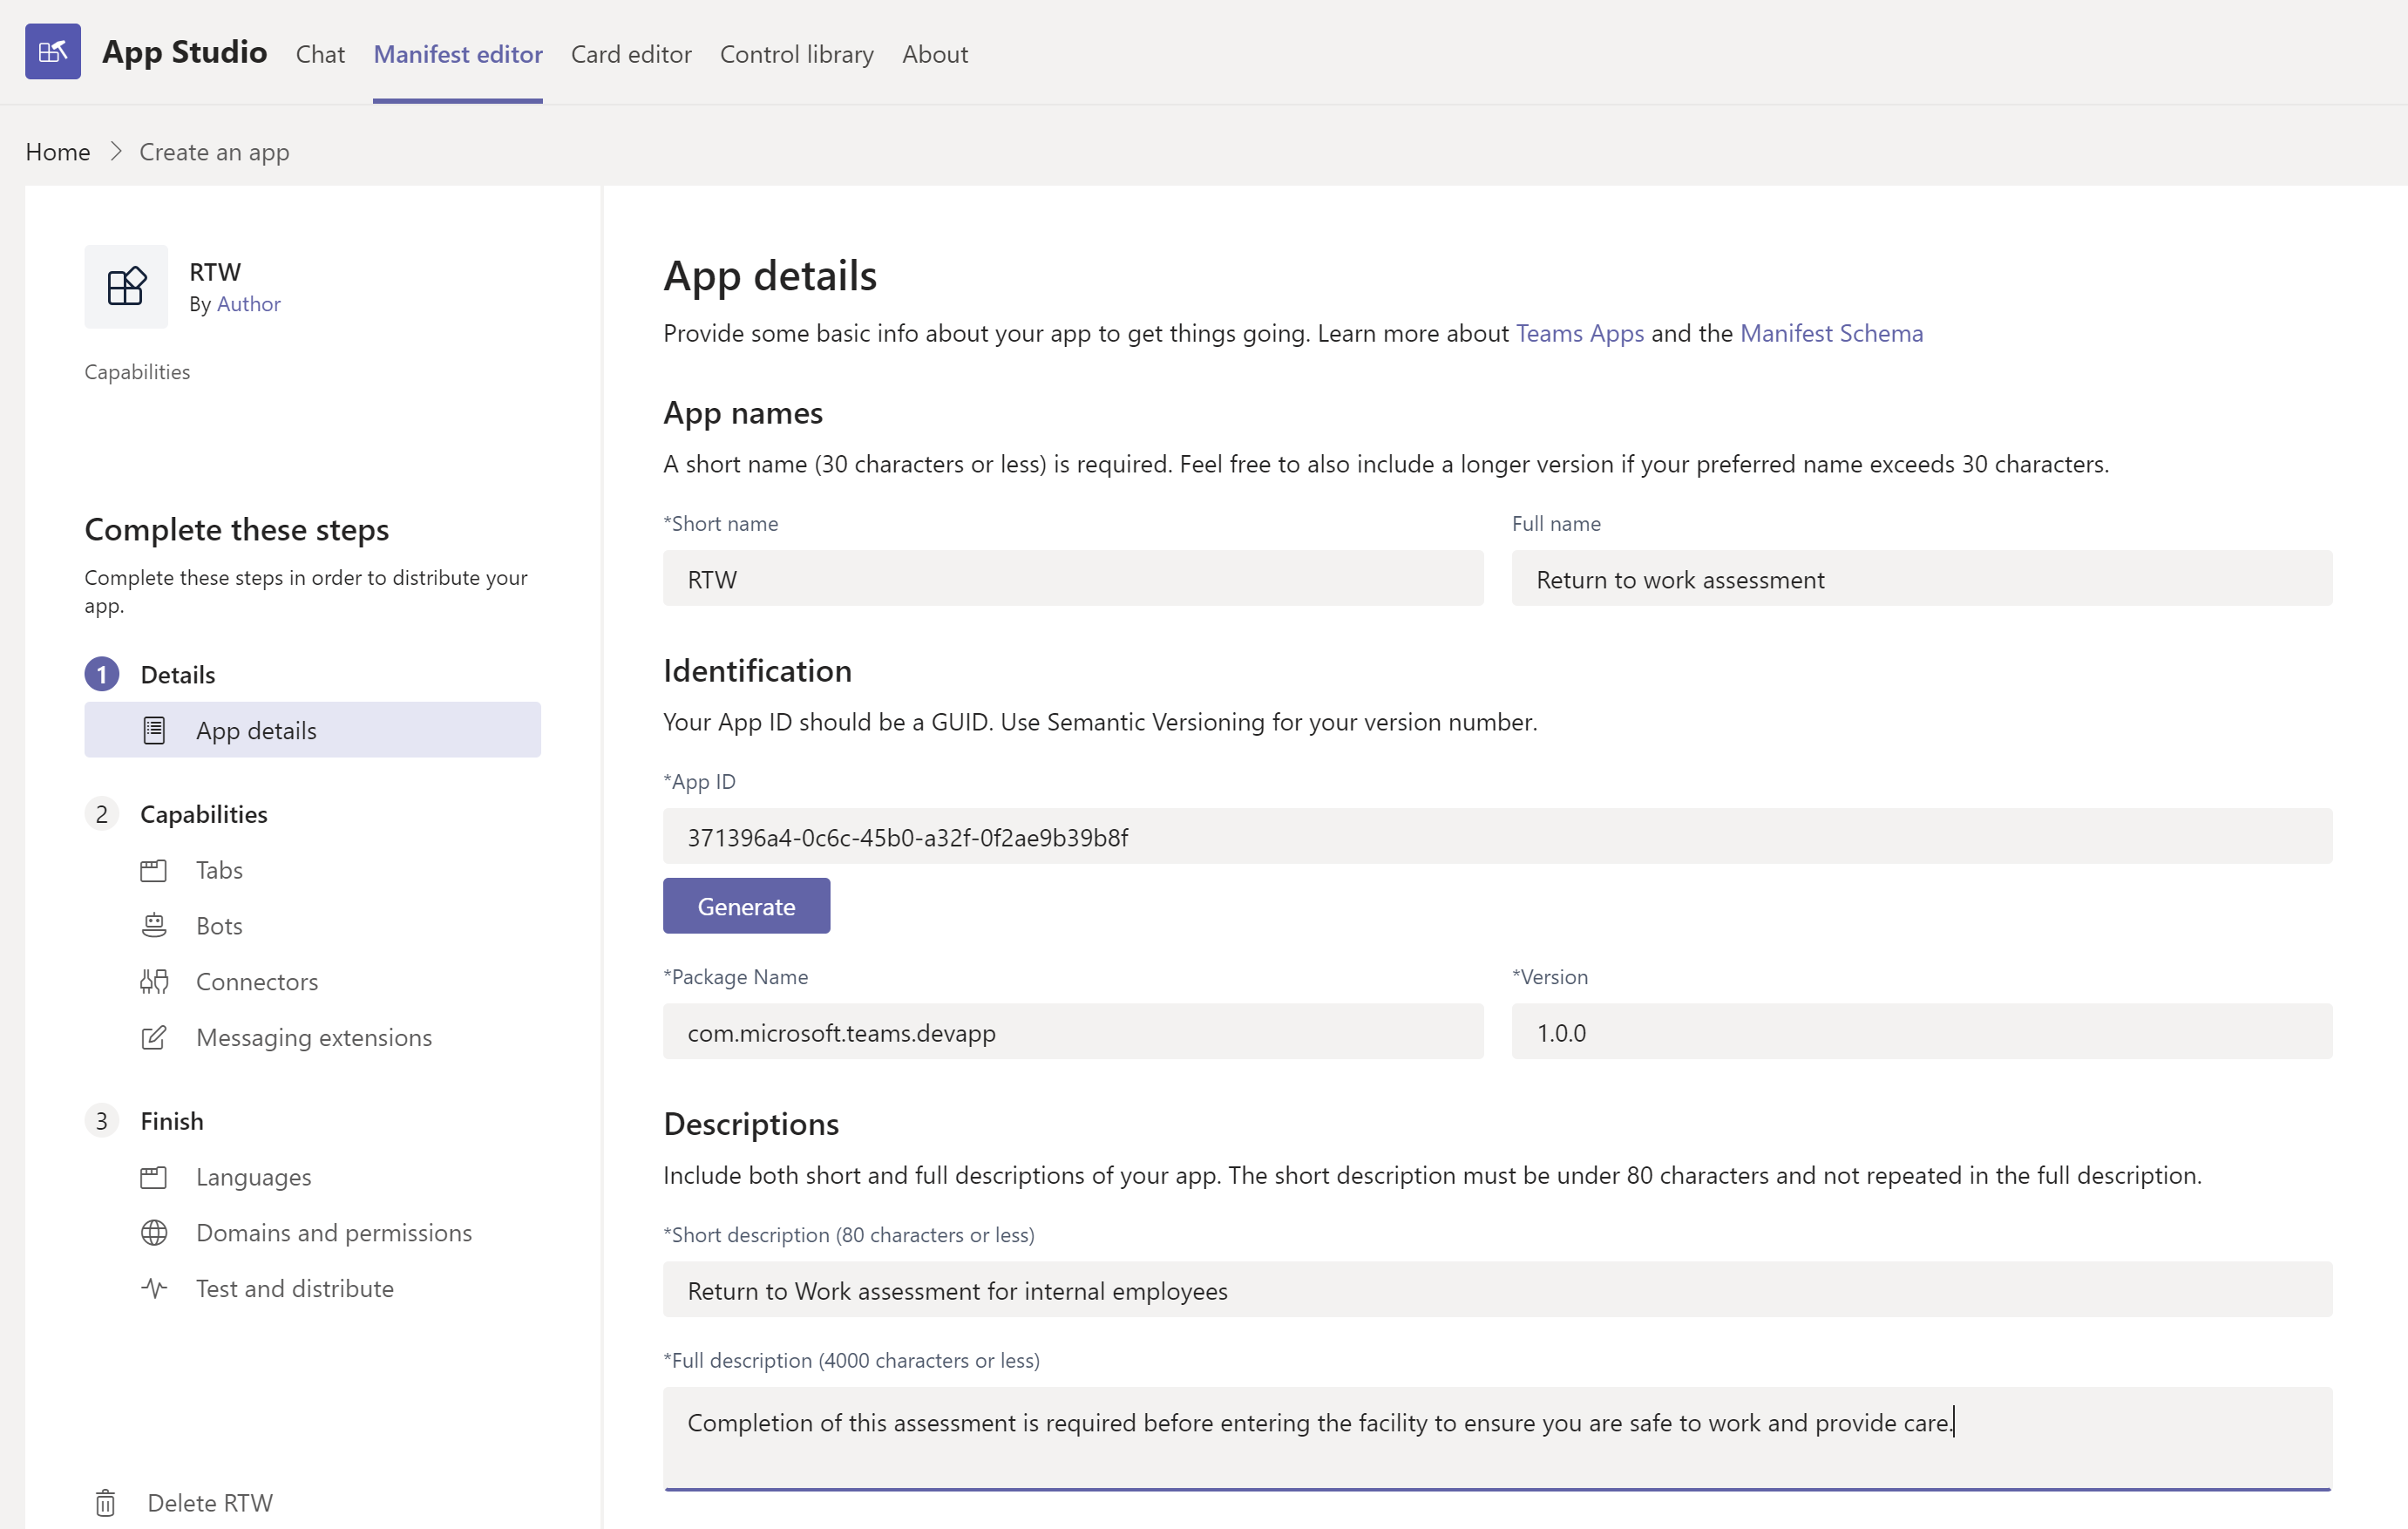 App Studio Chat Manifest editor Card editor Control library About
Home Create an app
RTW
By Author
Capabilities
Complete these steps
Complete these steps in order to distribute your
app.
1 Details
App details
2 Capabilities
Tabs
Bots
Connectors
Messaging extensions
3 Finish
Languages
Domains and permissions
Test and distribute
Delete RTW
App details
Provide some basic info about your app to get things going. Learn more about Teams Apps and the Manifest Schema
App names
A short name (30 characters or less) is required. Feel free to also include a longer version if your preferred name exceeds 30 characters.
*Short name Full name
RTW Return to work assessment
Identification
Your App ID should be a GUID. Use Semantic Versioning for your version number.
*App ID
371396a4-0c6c-45b0-a32f-0f2ae9b39b8f
Generate
*Package Name *Version
com.microsoft.teams.devapp 1.0.0
Descriptions
Include both short and full descriptions of your app. The short description must be under 80 characters and not repeated in the full description.
*Short description (80 characters or less)
Return to Work assessment for internal employees
*Full description (4000 characters or less)
Completion of this assessment is required before entering the facility to ensure you are safe to work and provide care.